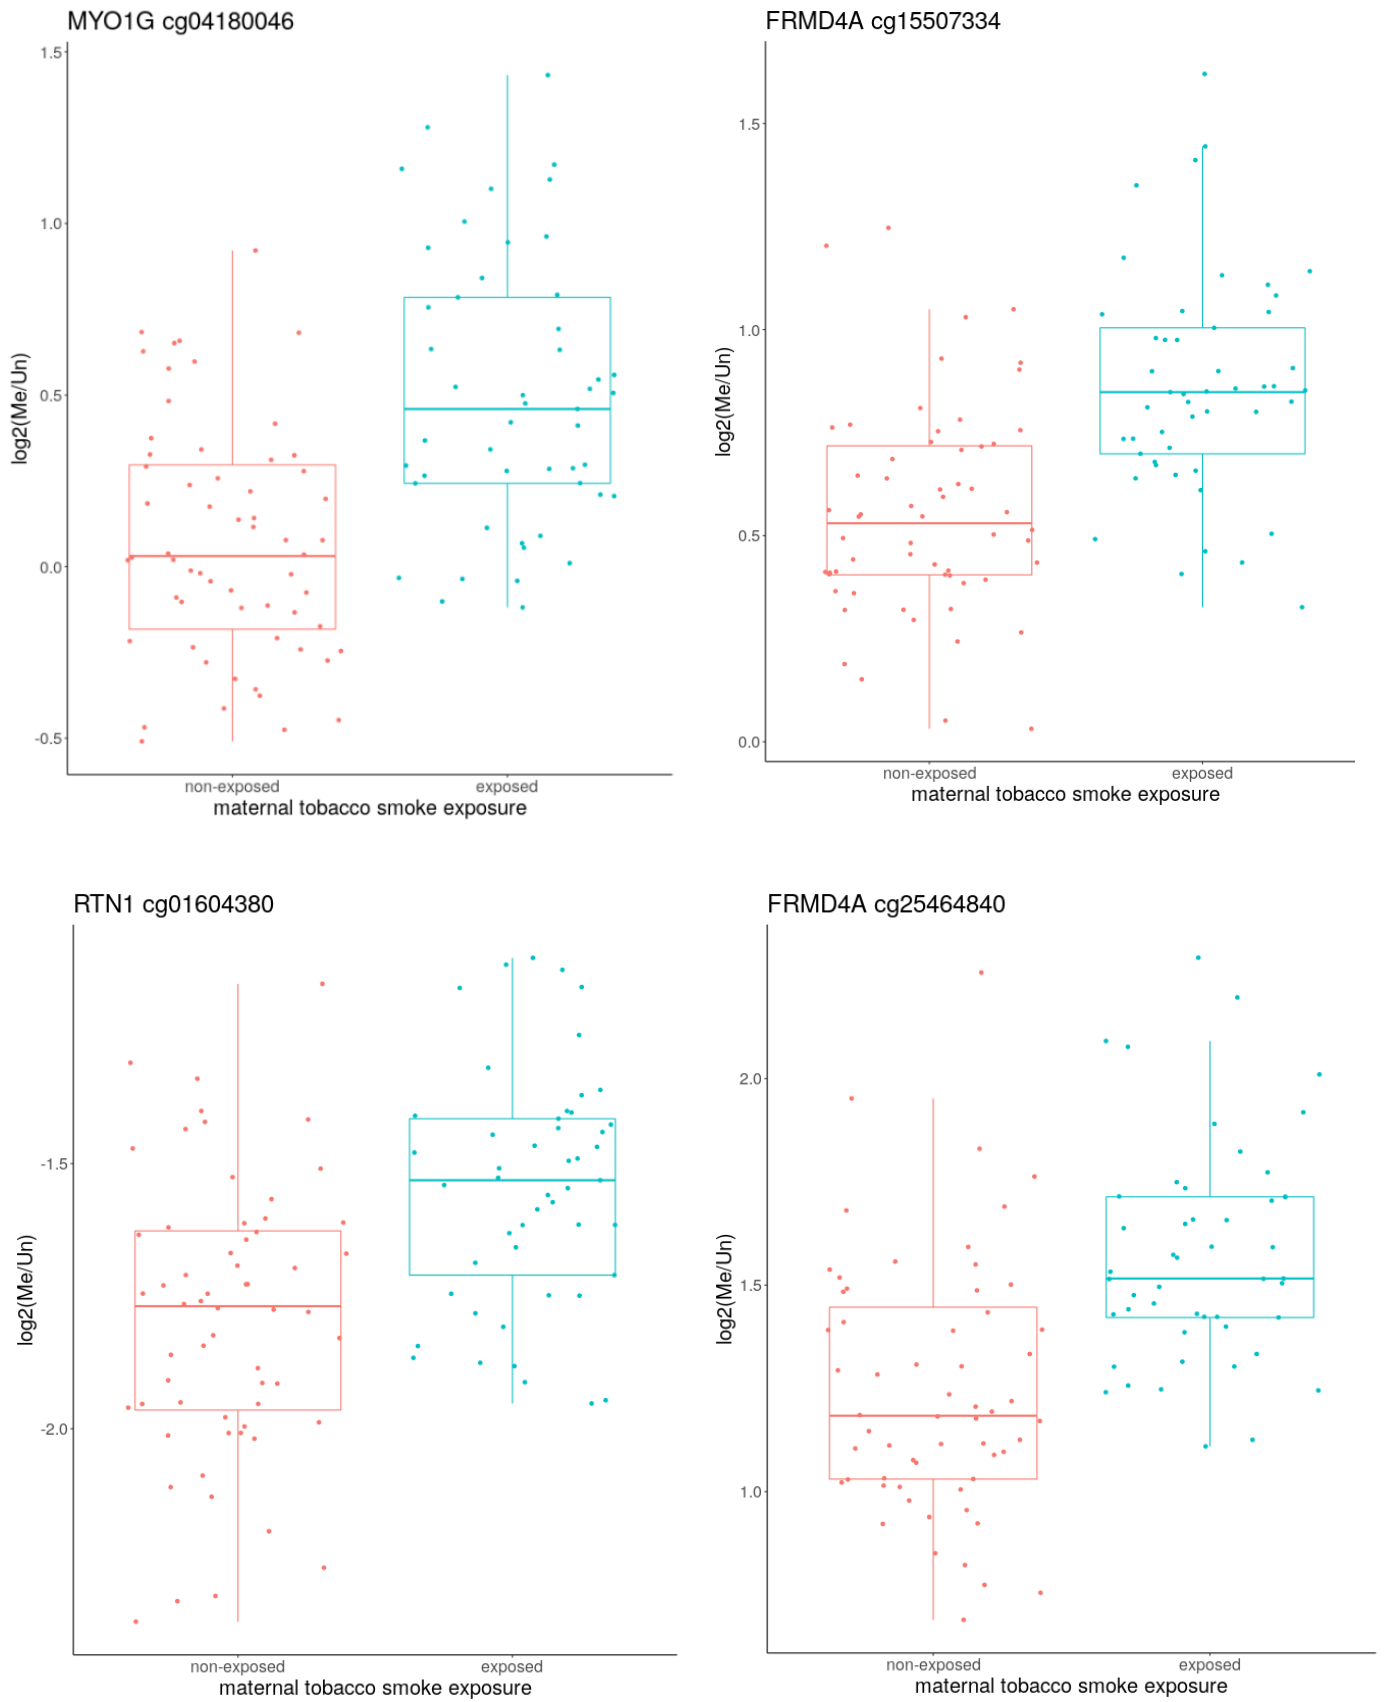 MYO1G cg04180046
1.5
1.0
0.5
0.0
-0.5
log2(Me/Un)
non-exposed exposed
maternal tobacco smoke exposure
FRMD4A cg15507334
1.5
1.0
0.5
0.0
log2(Me/Un)
non-exposed exposed
maternal tobacco smoke exposure
RTN1 cg01604380
-1.5
-2.0
log2(Me/Un)
non-exposed exposed
maternal tobacco smoke exposure
FRMD4A cg25464840
2.0
1.5
1.0
log2(Me/Un)
non-exposed exposed
maternal tobacco smoke exposure